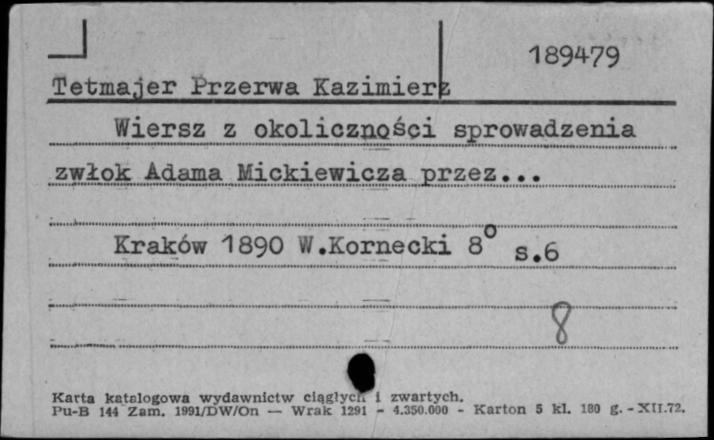 189479
Tetmajer Przerwa Kazimierz
Wiersz z okoliczności sprowadzenia
zwłok Adama Mickiewicza przez...
Kraków 1890 W.Kornecki 8° s.6
8
Karta katalogowa wydawnictw ciągłych i zwartych.
Pu-B 144 Zam. 1991/DW/On — Wrak 1291 - 4.350.000 - Karton 5 kl. 180 g. - XII.72.